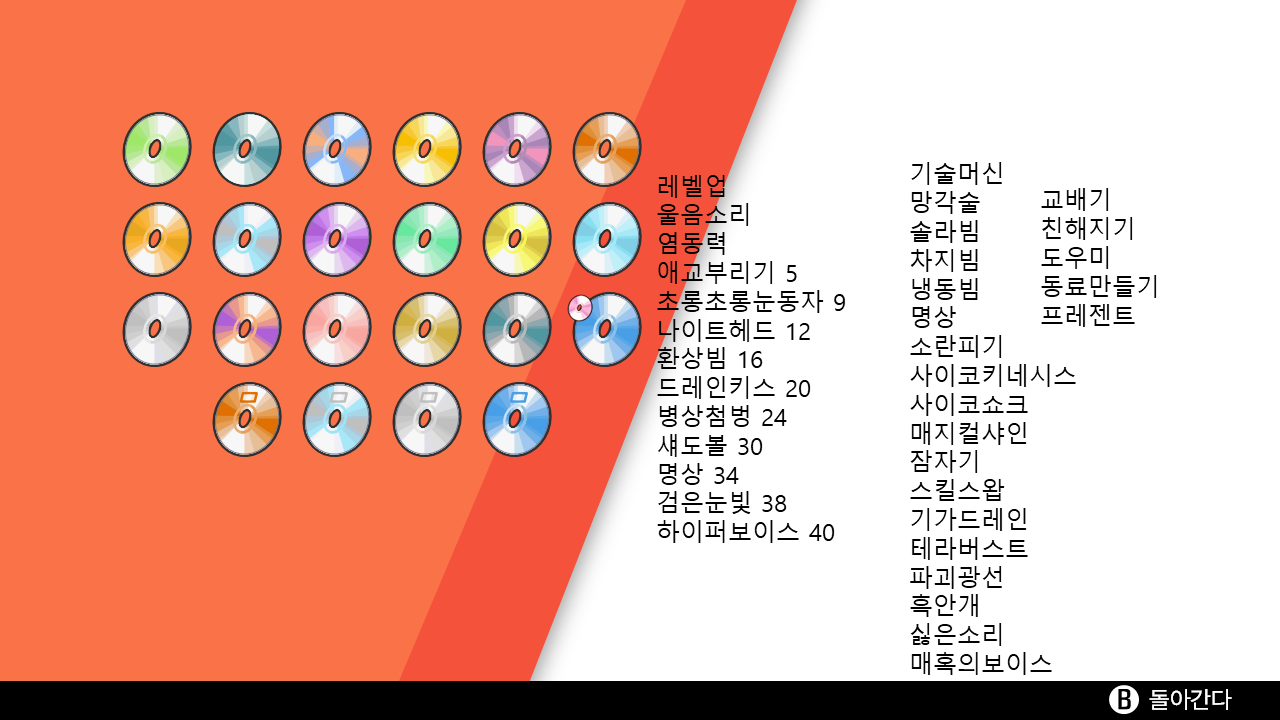 레벨업
울음소리
염동력
애교부리기 5
초롱초롱눈동자 9
나이트헤드 12
환상빔 16
드레인키스 20
병상첨벙 24
섀도볼 30
명상 34
검은눈빛 38
하이퍼보이스 40
기술머신
망각술
솔라빔
차지빔
냉동빔
명상
소란피기
사이코키네시스
사이코쇼크
매지컬샤인
잠자기
스킬스왑
기가드레인
테라버스트
파괴광선
흑안개
싫은소리
매혹의보이스
교배기
친해지기
도우미
동료만들기
프레젠트
B 돌아간다